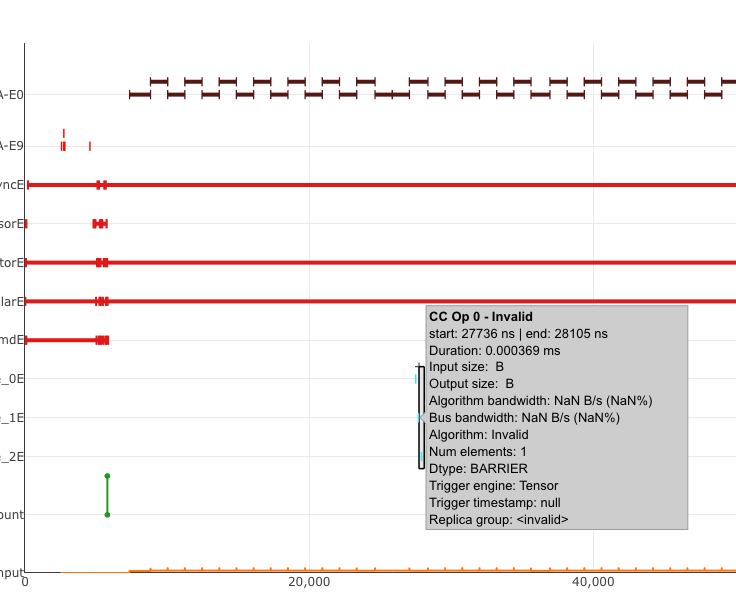 A-E0
A-E9
yncE
sorE
torE
larE
mdE
CC Op 0 - Invalid
start: 27736 ns | end: 28105 ns
Duration: 0.000369 ms
Input size:  B
Output size:  B
Algorithm bandwidth: NaN B/s (NaN%)
Bus bandwidth: NaN B/s (NaN%)
Algorithm: Invalid
Num elements: 1
Dtype: BARRIER
Trigger engine: Tensor
Trigger timestamp: null
Replica group: <invalid>
_0E
_1E
_2E
ount
nput
0
20,000
40,000